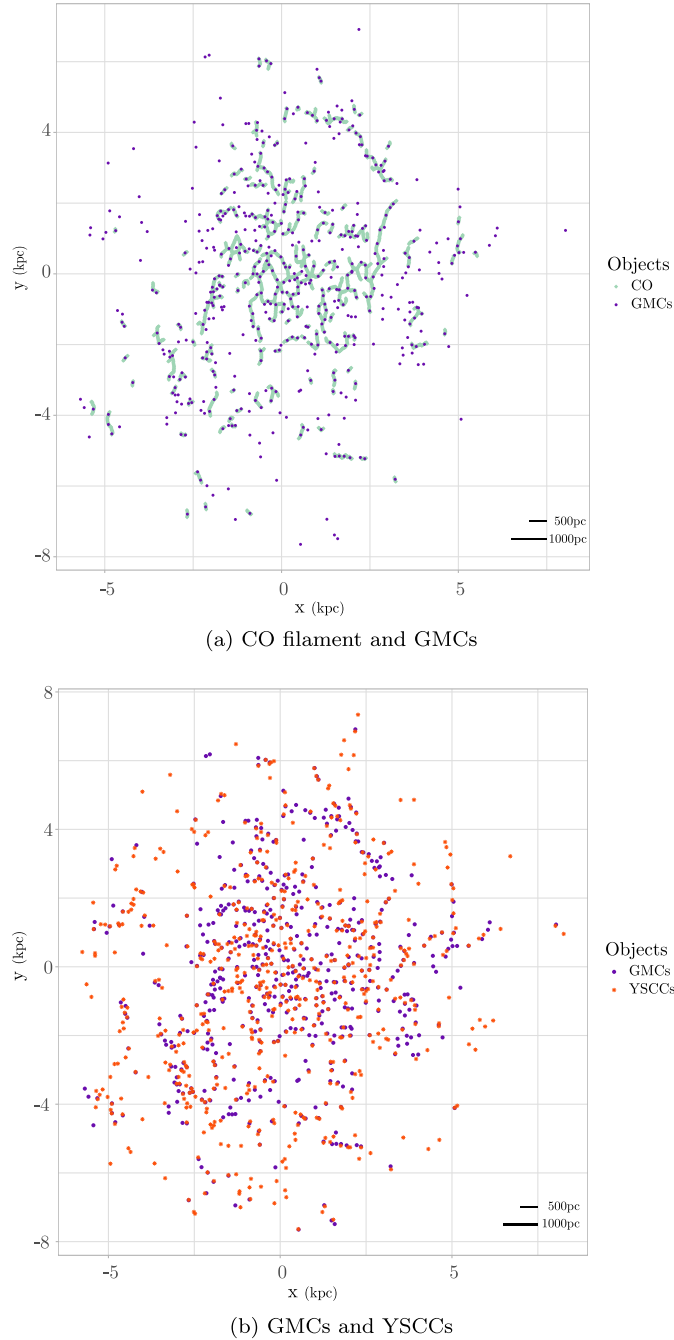 4
0
-4
-8
y (kpc)
-5
0
5
x (kpc)
500pc
1000pc
Objects
CO
GMCs
(a) CO filament and GMCs
8
4
0
-4
-8
y (kpc)
-5
0
5
x (kpc)
500pc
1000pc
Objects
GMCs
YSCCs
(b) GMCs and YSCCs